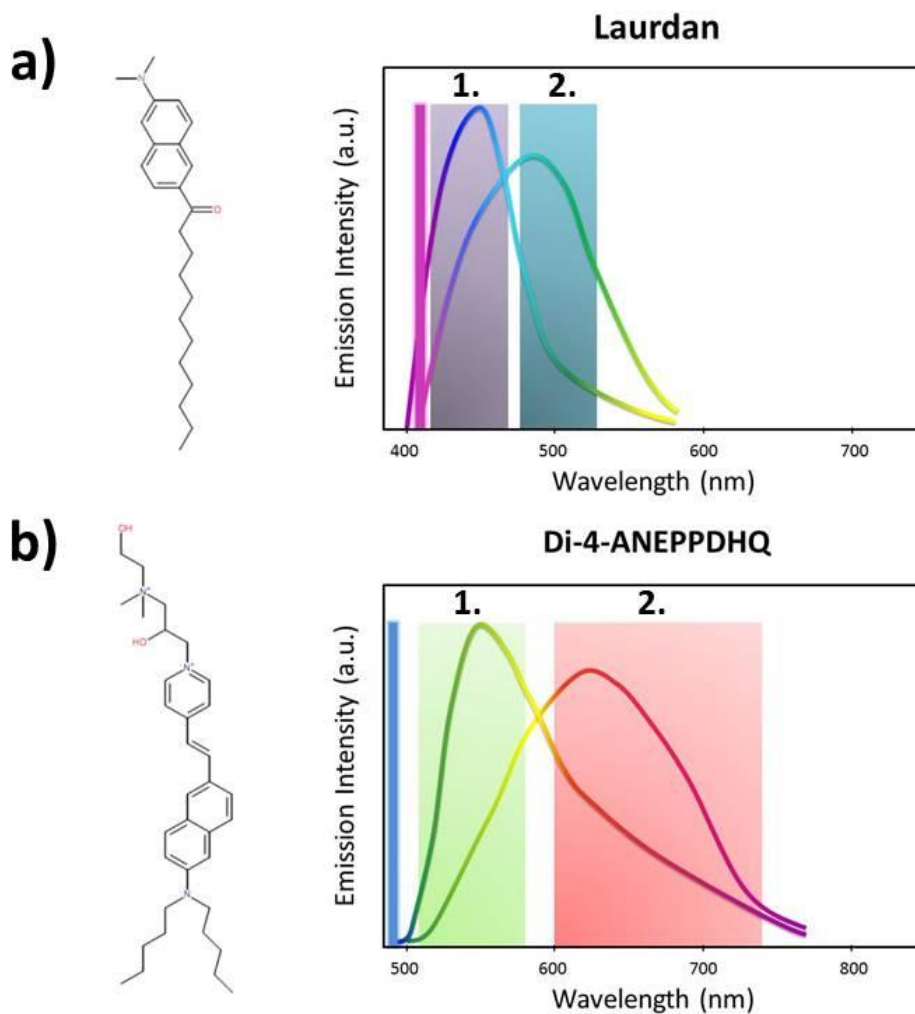 a)
Laurdan
N
O
1. 2.
Emission Intensity (a.u.)
400 500 600 700
Wavelength (nm)
b)
Di-4-ANEPPDHQ
OH
N+
HO
N+
N
1. 2.
Emission Intensity (a.u.)
500 600 700 800
Wavelength (nm)